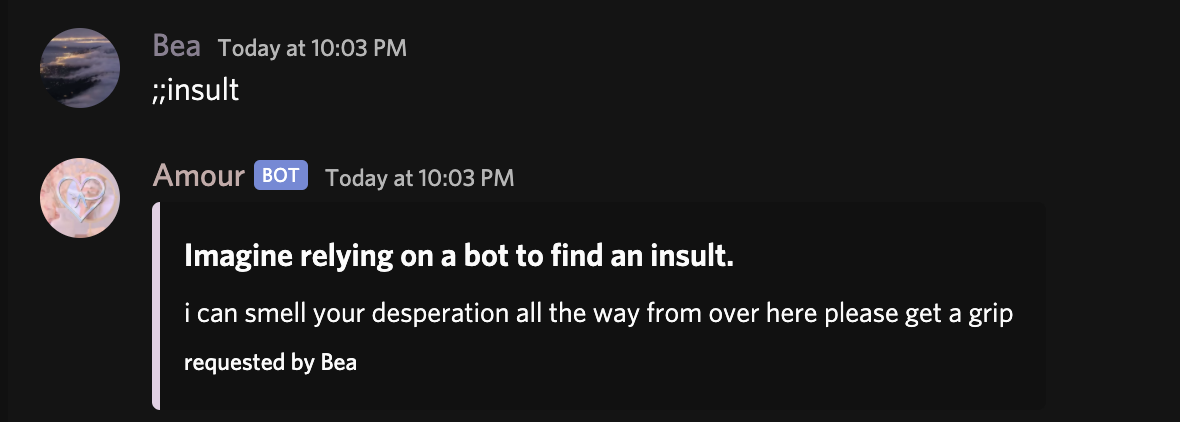 Bea Today at 10:03 PM
;;insult
Amour BOT Today at 10:03 PM
Imagine relying on a bot to find an insult.
i can smell your desperation all the way from over here please get a grip
requested by Bea